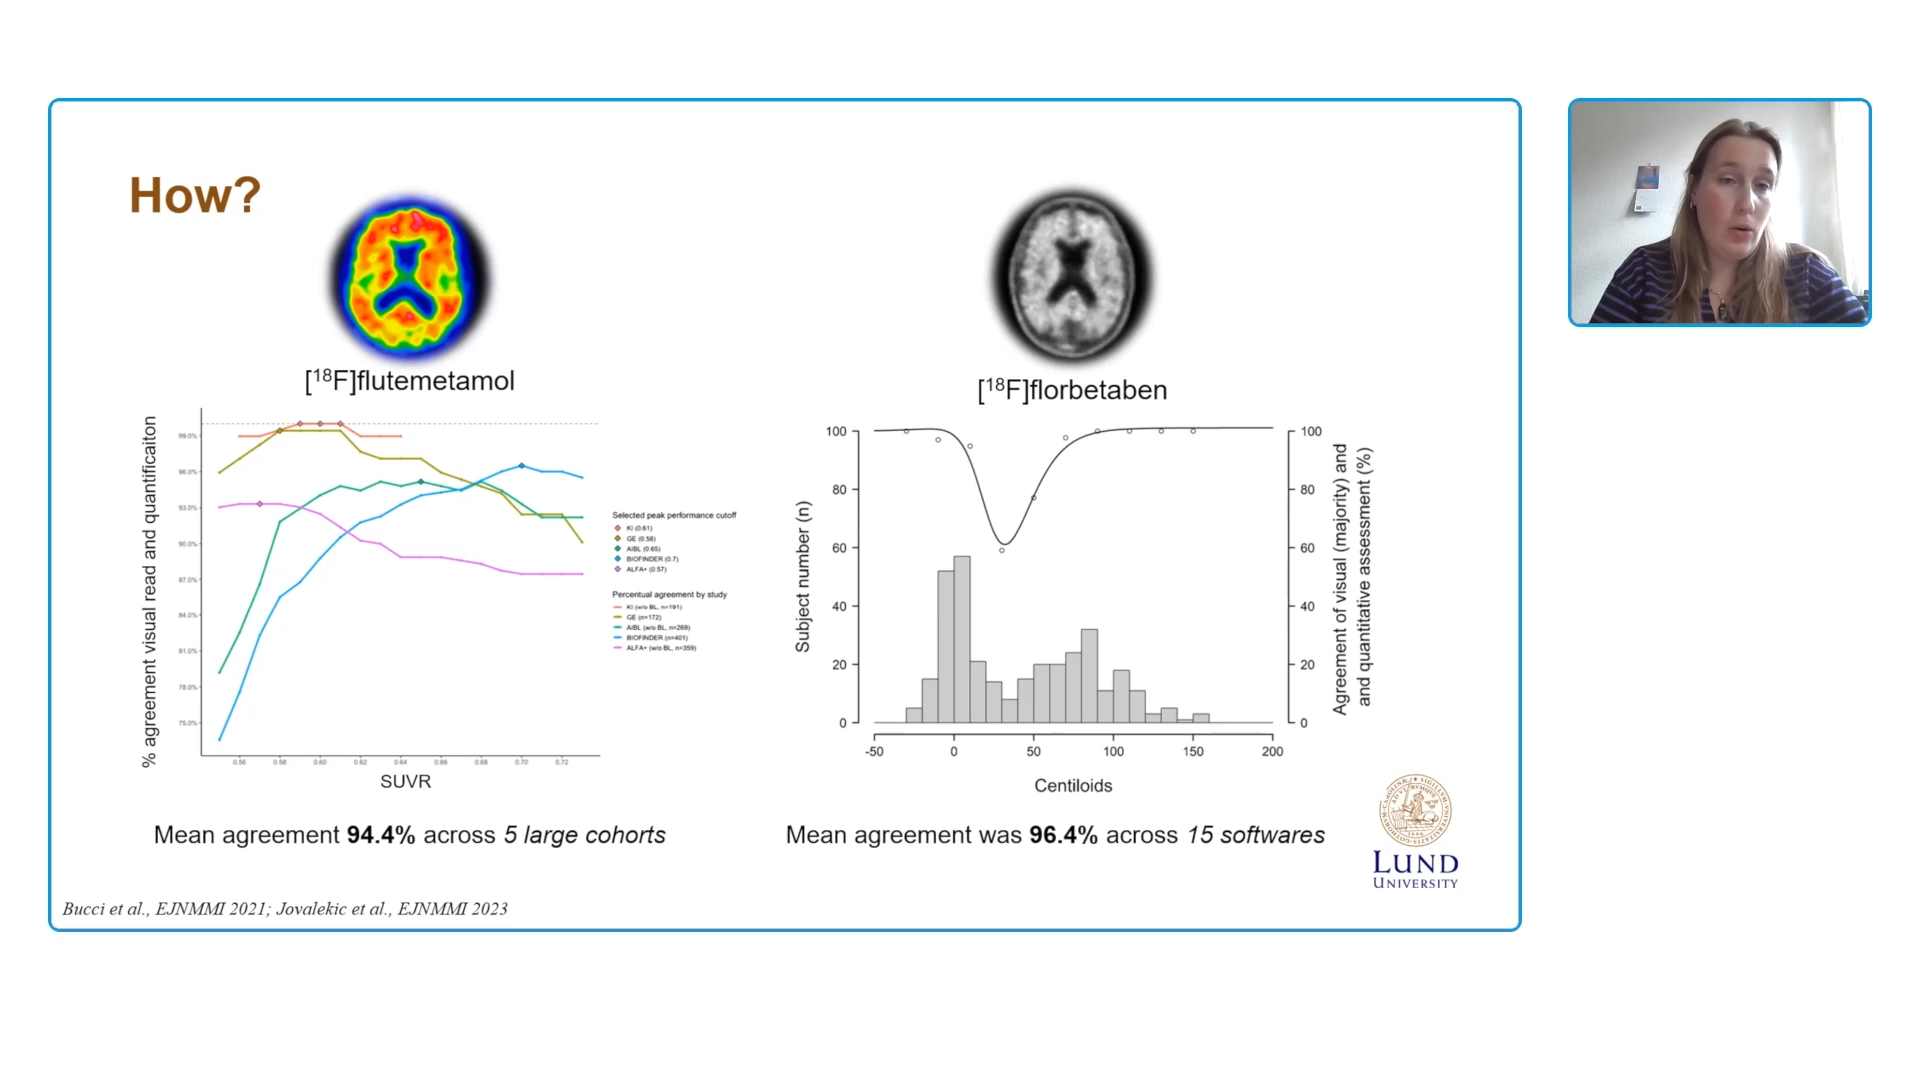 How?
[18F]flutemetamol
% agreement visual read and quantificaiton
99.0%
96.0%
93.0%
90.0%
87.0%
84.0%
81.0%
78.0%
75.0%
0.56 0.58 0.60 0.62 0.64 0.66 0.68 0.70 0.72
SUVR
Selected peak performance cutoff
KI (0.61)
GE (0.58)
AIBL (0.65)
BIOFINDER (0.7)
ALFA+ (0.57)
Percentual agreement by study
KI (w/o BL, n=191)
GE (n=172)
AIBL (w/o BL, n=269)
BIOFINDER (n=401)
ALFA+ (w/o BL, n=359)
Mean agreement 94.4% across 5 large cohorts
[18F]florbetaben
Subject number (n)
100
80
60
40
20
0
-50 0 50 100 150 200
Centiloids
100
80
60
40
20
0
Agreement of visual (majority) and
and quantitative assessment (%)
Mean agreement was 96.4% across 15 softwares
LUND
UNIVERSITY
Bucci et al., EJNMMI 2021; Jovalekic et al., EJNMMI 2023